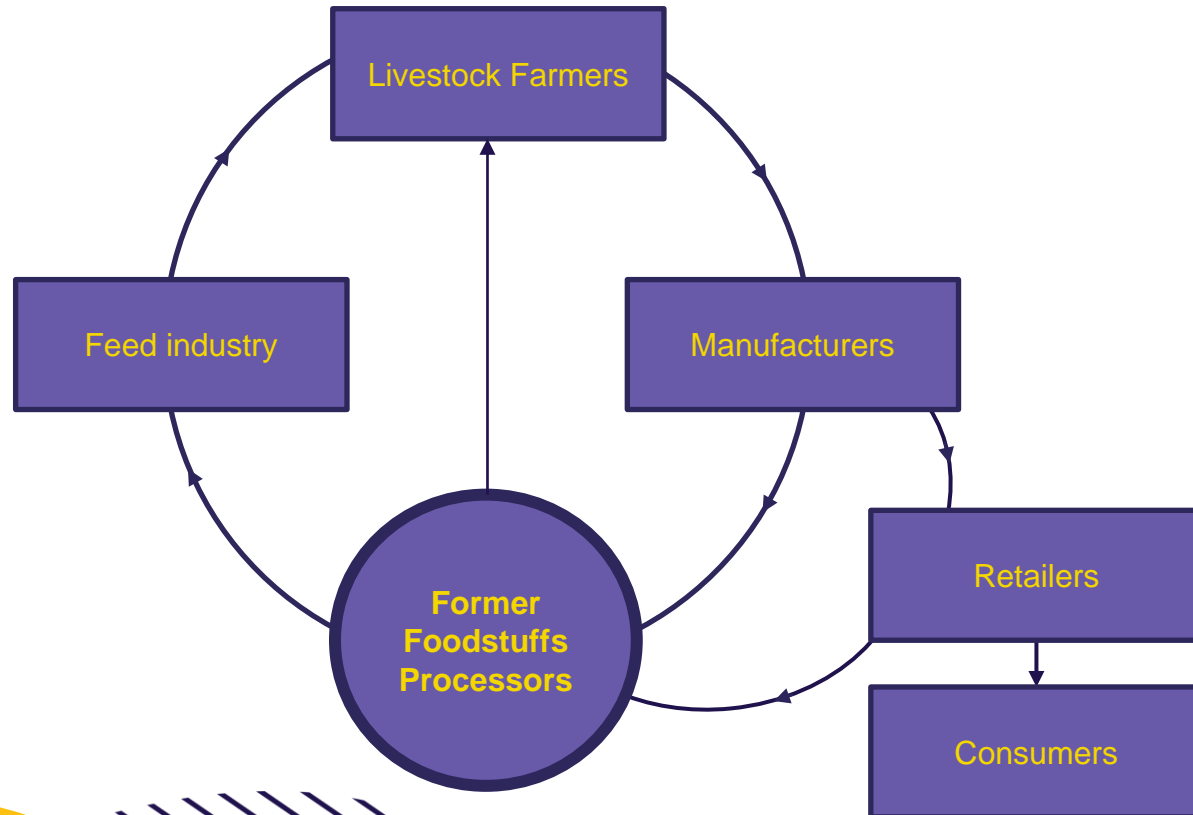 Livestock Farmers
Feed industry
Manufacturers
Former
Foodstuffs
Processors
Retailers
Consumers